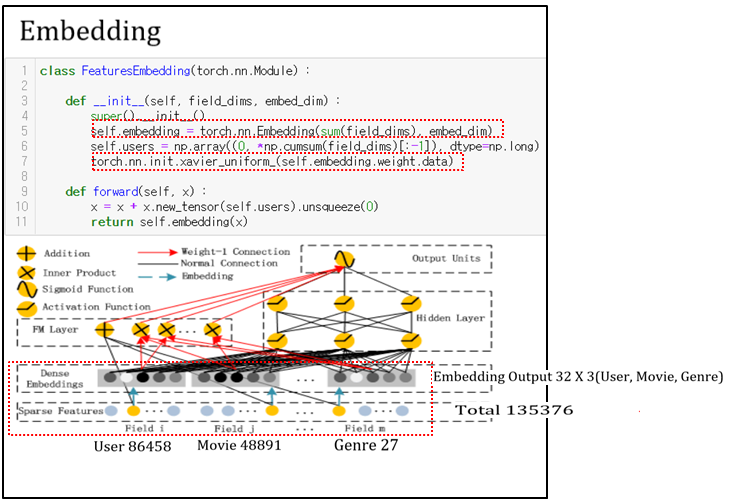 Embedding
1 class FeaturesEmbedding(torch.nn.Module) :
2
3 def __init__(self, field_dims, embed_dim) :
4 super().__init__()
5 self.embedding = torch.nn.Embedding(sum(field_dims), embed_dim)
6 self.users = np.array((0, *np.cumsum(field_dims)[:-1]), dtype=np.long)
7 torch.nn.init.xavier_uniform_(self.embedding.weight.data)
8
9 def forward(self, x) :
10 x = x + x.new_tensor(self.users).unsqueeze(0)
11 return self.embedding(x)
Addition
Inner Product
Sigmoid Function
Activation Function
Weight-1 Connection
Normal Connection
Embedding
Output Units
Hidden Layer
FM Layer
. . .
Dense
Embeddings
...
Embedding Output 32 X 3(User, Movie, Genre)
Sparse Features
... ... ... ...
Total 135376
Field i Field j ... Field m
User 86458 Movie 48891 Genre 27